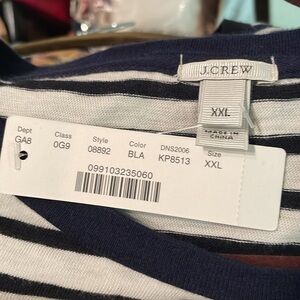 J.CREW
XXL
MADE IN
CHINA
Dept Class Style Color DNS2006 Size
GA8 0G9 08892 BLA KP8513 XXL
099103235060